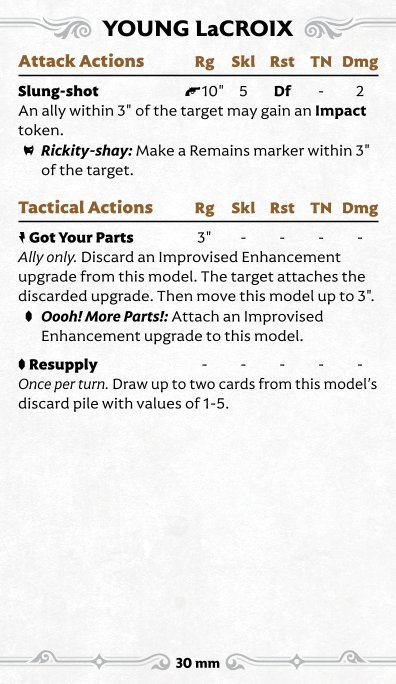 YOUNG LaCROIX
Attack Actions Rg Skl Rst TN Dmg
Slung-shot 10" 5 Df - 2
An ally within 3" of the target may gain an Impact
token.
Rickity-shay: Make a Remains marker within 3"
of the target.
Tactical Actions Rg Skl Rst TN Dmg
Got Your Parts 3" - - - -
Ally only. Discard an Improvised Enhancement
upgrade from this model. The target attaches the
discarded upgrade. Then move this model up to 3".
Oooh! More Parts!: Attach an Improvised
Enhancement upgrade to this model.
Resupply - - - - -
Once per turn. Draw up to two cards from this model's
discard pile with values of 1-5.
30 mm